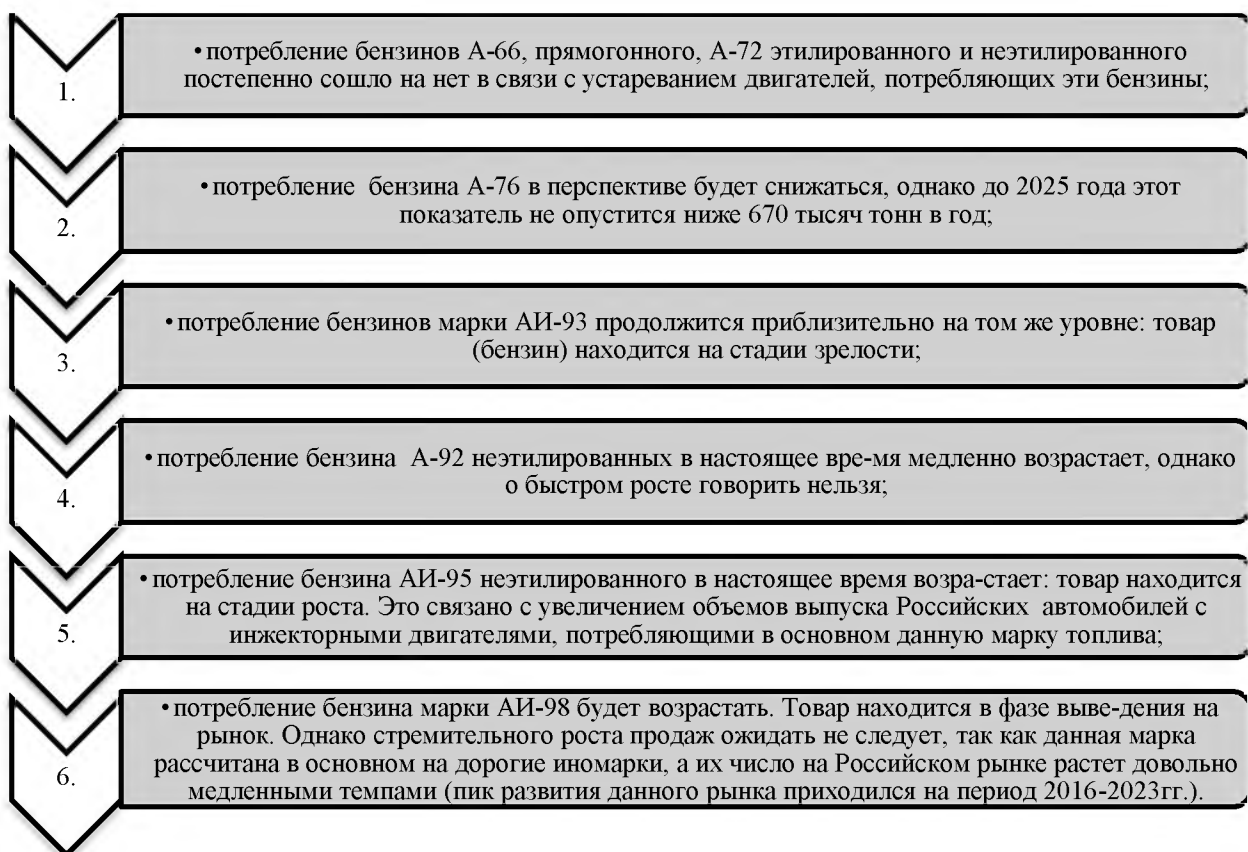 1.
•потребление бензинов А-66, прямогонного, А-72 этилированного и неэтилированного
постепенно сошло на нет в связи с устареванием двигателей, потребляющих эти бензины;
2.
•потребление бензина А-76 в перспективе будет снижаться, однако до 2025 года этот
показатель не опустится ниже 670 тысяч тонн в год;
3.
•потребление бензинов марки АИ-93 продолжится приблизительно на том же уровне: товар
(бензин) находится на стадии зрелости;
4.
•потребление бензина А-92 неэтилированных в настоящее вре-мя медленно возрастает, однако
о быстром росте говорить нельзя;
5.
•потребление бензина АИ-95 неэтилированного в настоящее время возра-стает: товар находится
на стадии роста. Это связано с увеличением объемов выпуска Российских автомобилей с
инжекторными двигателями, потребляющими в основном данную марку топлива;
6.
•потребление бензина марки АИ-98 будет возрастать. Товар находится в фазе выве-дения на
рынок. Однако стремительного роста продаж ожидать не следует, так как данная марка
рассчитана в основном на дорогие иномарки, а их число на Российском рынке растет довольно
медленными темпами (пик развития данного рынка приходился на период 2016-2023гг.).